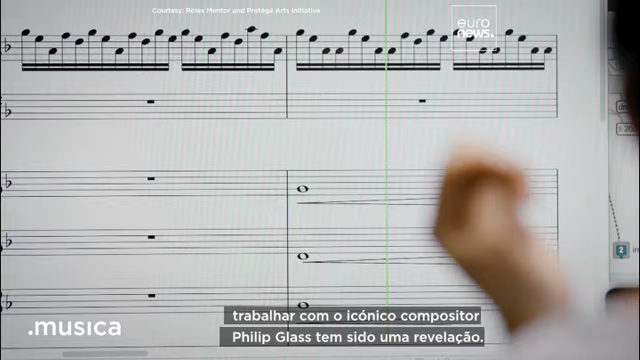 Courtesy: Rolex Mentor and Protégé Arts Initiative
euro
news.
trabalhar com o icónico compositor
Philip Glass tem sido uma revelação.
.musica
2